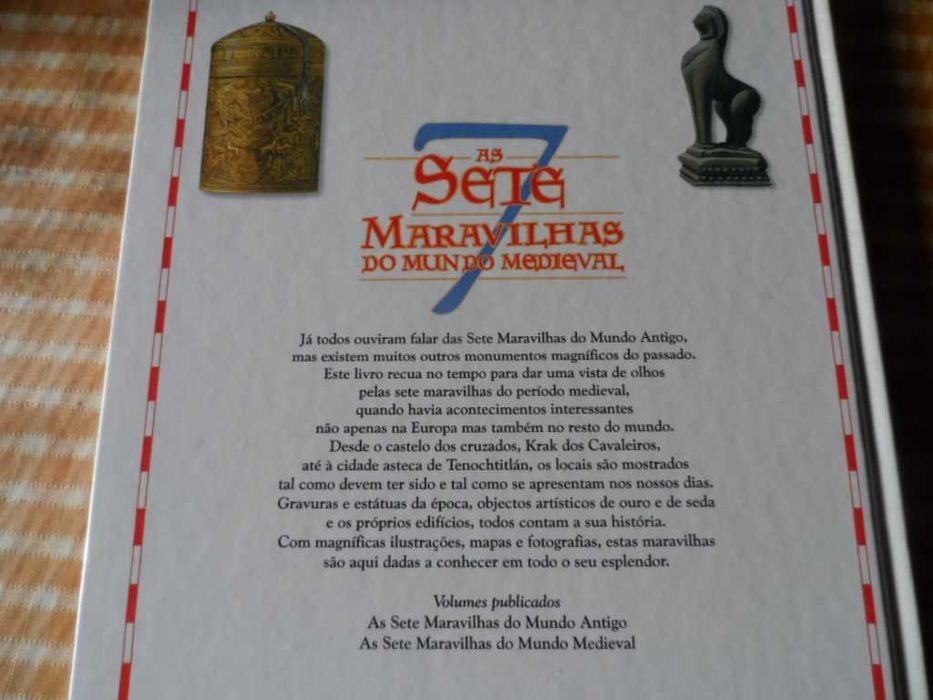 7
AS
SETE
MARAVILHAS
DO MUNDO MEDIEVAL
Já todos ouviram falar das Sete Maravilhas do Mundo Antigo,
mas existem muitos outros monumentos magníficos do passado.
Este livro recua no tempo para dar uma vista de olhos
pelas sete maravilhas do período medieval,
quando havia acontecimentos interessantes
não apenas na Europa mas também no resto do mundo.
Desde o castelo dos cruzados, Krak dos Cavaleiros,
até à cidade asteca de Tenochtitlán, os locais são mostrados
tal como devem ter sido e tal como se apresentam nos nossos dias.
Gravuras e estátuas da época, objectos artísticos de ouro e de seda
e os próprios edifícios, todos contam a sua história.
Com magníficas ilustrações, mapas e fotografias, estas maravilhas
são aqui dadas a conhecer em todo o seu esplendor.
Volumes publicados
As Sete Maravilhas do Mundo Antigo
As Sete Maravilhas do Mundo Medieval